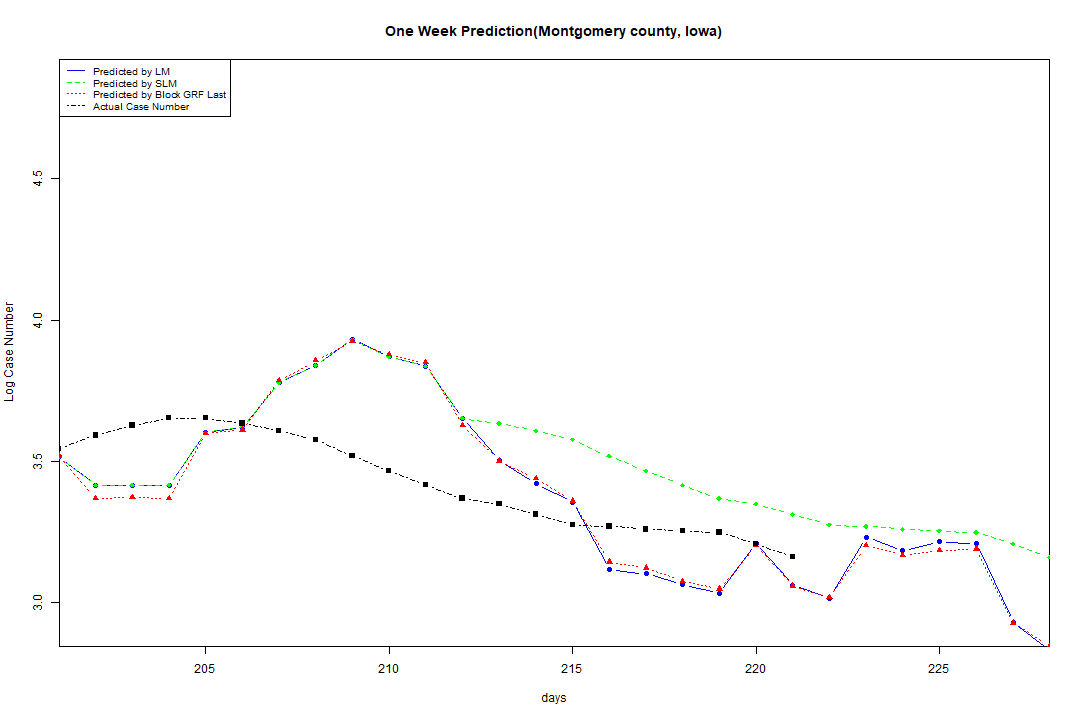 One Week Prediction(Montgomery county, Iowa)
Predicted by LM
Predicted by SLM
Predicted by Block GRF Last
Actual Case Number
4.5
4.0
3.5
3.0
Log Case Number
205 210 215 220 225
days